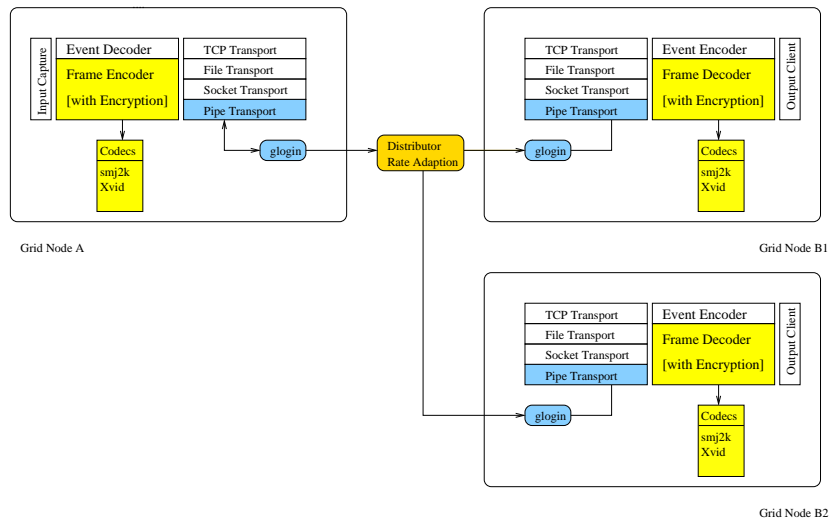 Input Capture
Event Decoder
Frame Encoder
[with Encryption]
Codecs
smj2k
Xvid
TCP Transport
File Transport
Socket Transport
Pipe Transport
glogin
Grid Node A
Distributor
Rate Adaption
TCP Transport
File Transport
Socket Transport
Pipe Transport
glogin
Event Encoder
Frame Decoder
[with Encryption]
Codecs
smj2k
Xvid
Output Client
Grid Node B1
TCP Transport
File Transport
Socket Transport
Pipe Transport
glogin
Event Encoder
Frame Decoder
[with Encryption]
Codecs
smj2k
Xvid
Output Client
Grid Node B2